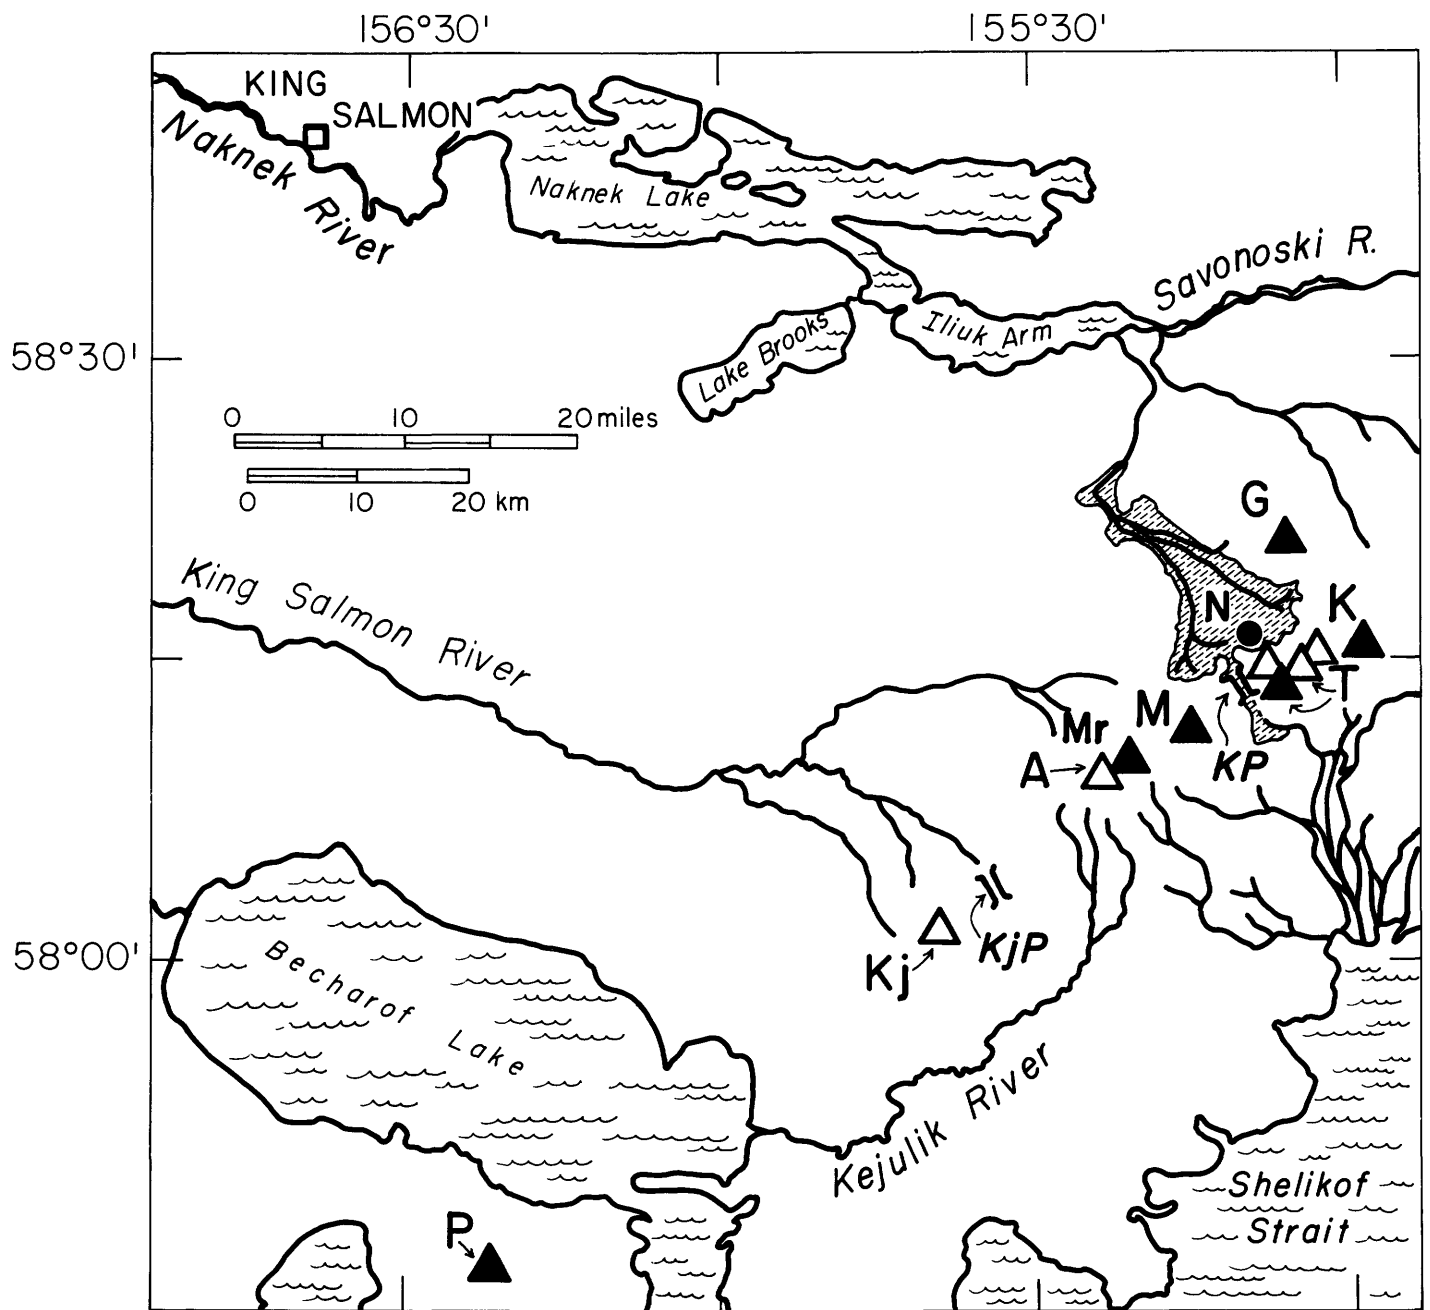 156°30' 155°30'
KING
SALMON
Naknek River
Naknek Lake
Savonoski R.
Iliuk Arm
Lake Brooks
58°30'
0 10 20 miles
0 10 20 km
G
King Salmon River
N
K
T
M
Mr
KP
A
58°00'
KjP
Kj
Becharof Lake
Kejulik River
Shelikof
Strait
P